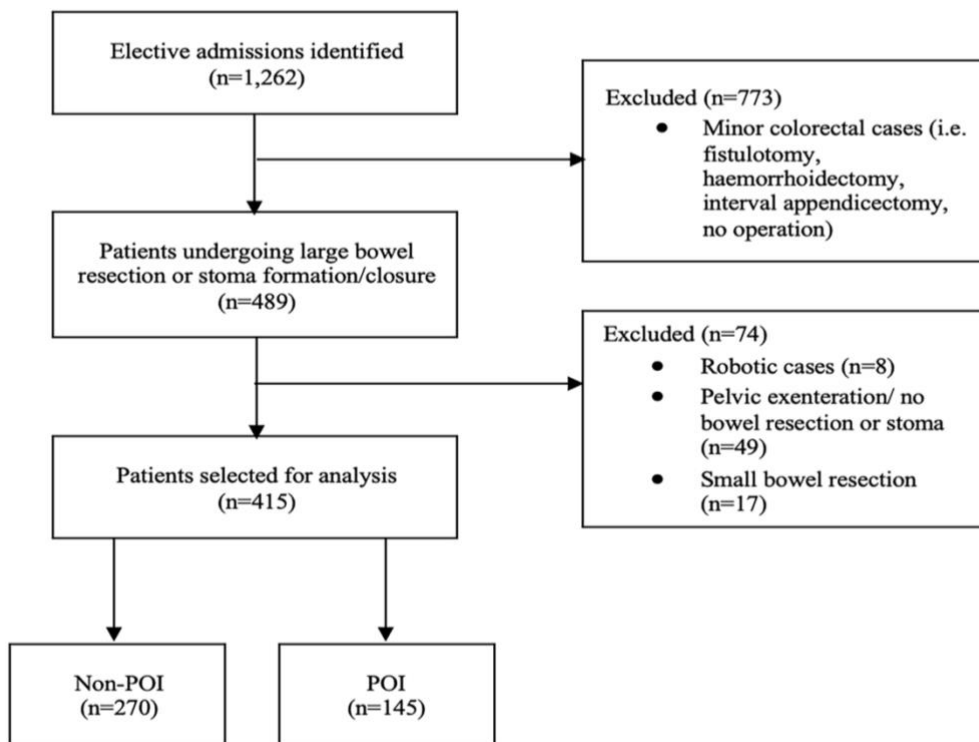 Elective admissions identified
(n=1,262)
Excluded (n=773)
● Minor colorectal cases (i.e.
fistulotomy,
haemorrhoidectomy,
interval appendicectomy,
no operation)
Patients undergoing large bowel
resection or stoma formation/closure
(n=489)
Excluded (n=74)
● Robotic cases (n=8)
● Pelvic exenteration/ no
bowel resection or stoma
(n=49)
● Small bowel resection
(n=17)
Patients selected for analysis
(n=415)
Non-POI
(n=270)
POI
(n=145)